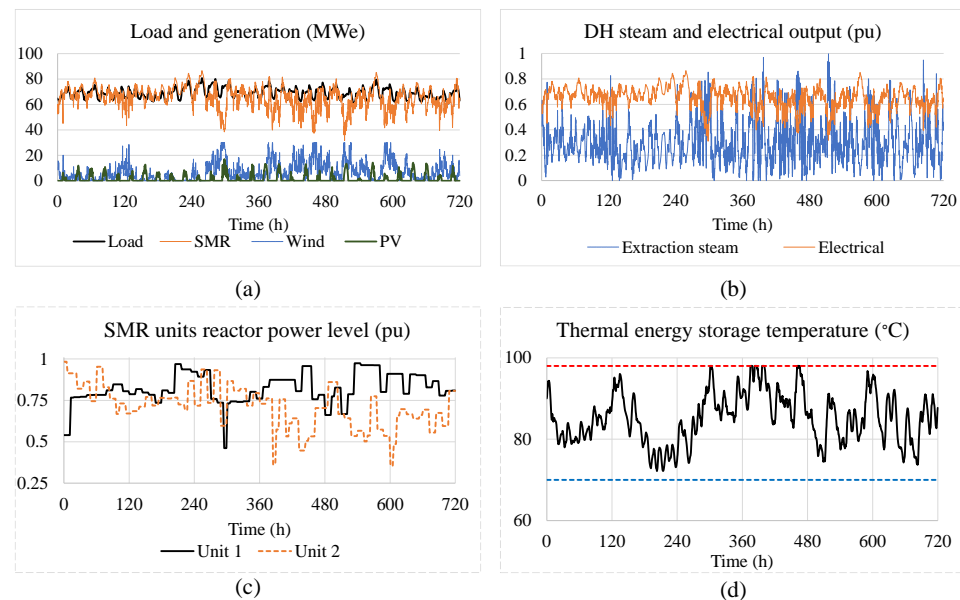 Load and generation (MWe)
100
80
60
40
20
0
0 120 240 360 480 600 720
Time (h)
Load SMR Wind PV
(a)
DH steam and electrical output (pu)
1
0.8
0.6
0.4
0.2
0
0 120 240 360 480 600 720
Time (h)
Extraction steam Electrical
(b)
SMR units reactor power level (pu)
1
0.75
0.5
0.25
0 120 240 360 480 600 720
Time (h)
Unit 1 Unit 2
(c)
Thermal energy storage temperature (°C)
100
80
60
0 120 240 360 480 600 720
Time (h)
(d)